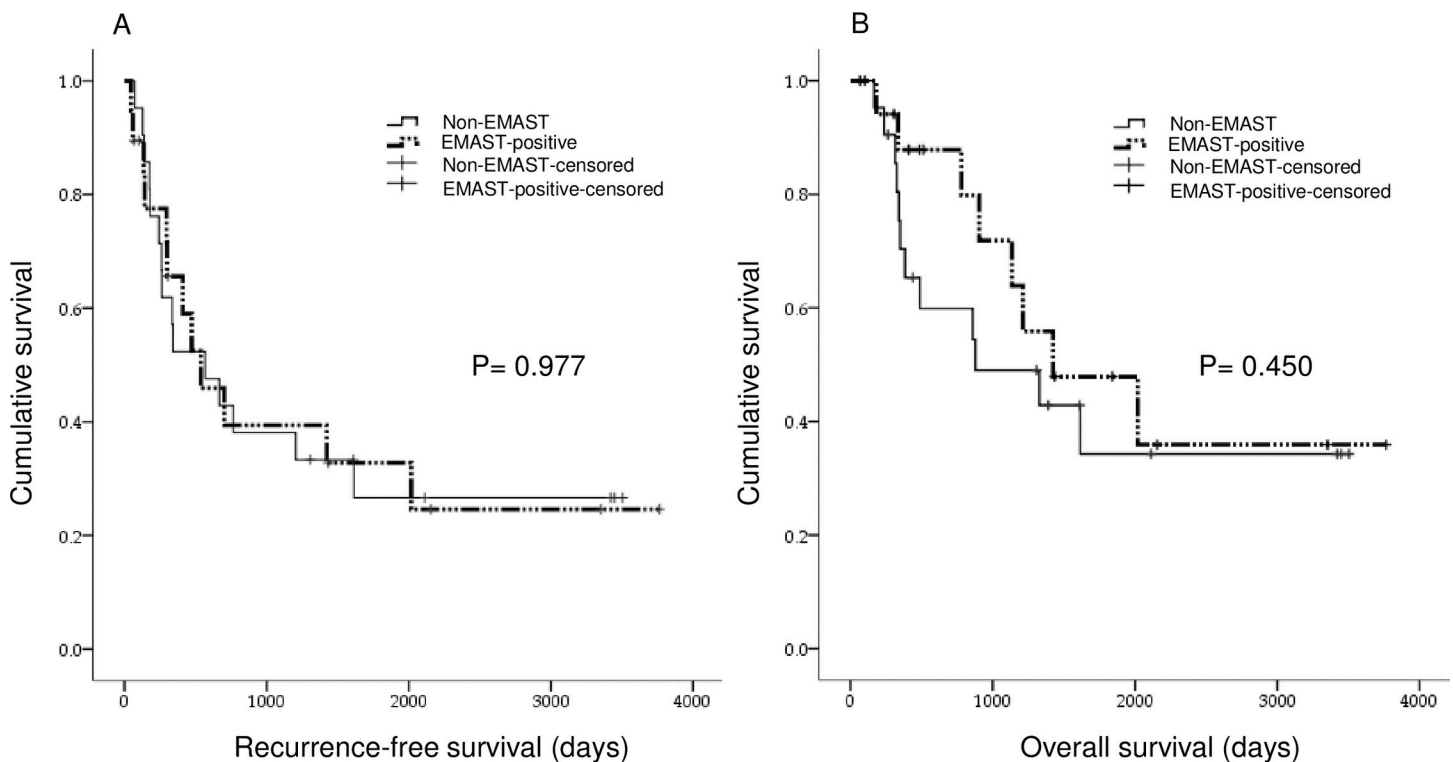 A
1.0
0.8
0.6
0.4
0.2
0.0
Cumulative survival
Non-EMAST
EMAST-positive
Non-EMAST-censored
EMAST-positive-censored
P= 0.977
0 1000 2000 3000 4000
Recurrence-free survival (days)
B
1.0
0.8
0.6
0.4
0.2
0.0
Cumulative survival
Non-EMAST
EMAST-positive
Non-EMAST-censored
EMAST-positive-censored
P= 0.450
0 1000 2000 3000 4000
Overall survival (days)